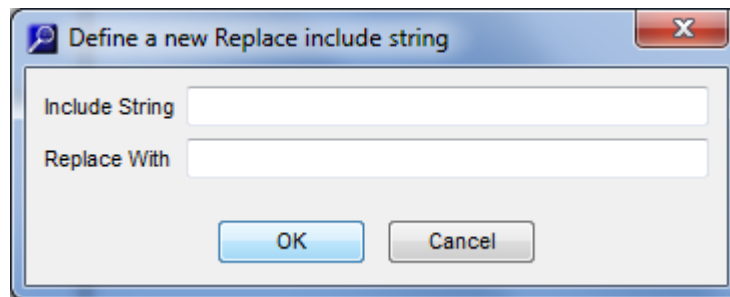 Define a new Replace include string
Include String
Replace With
OK Cancel